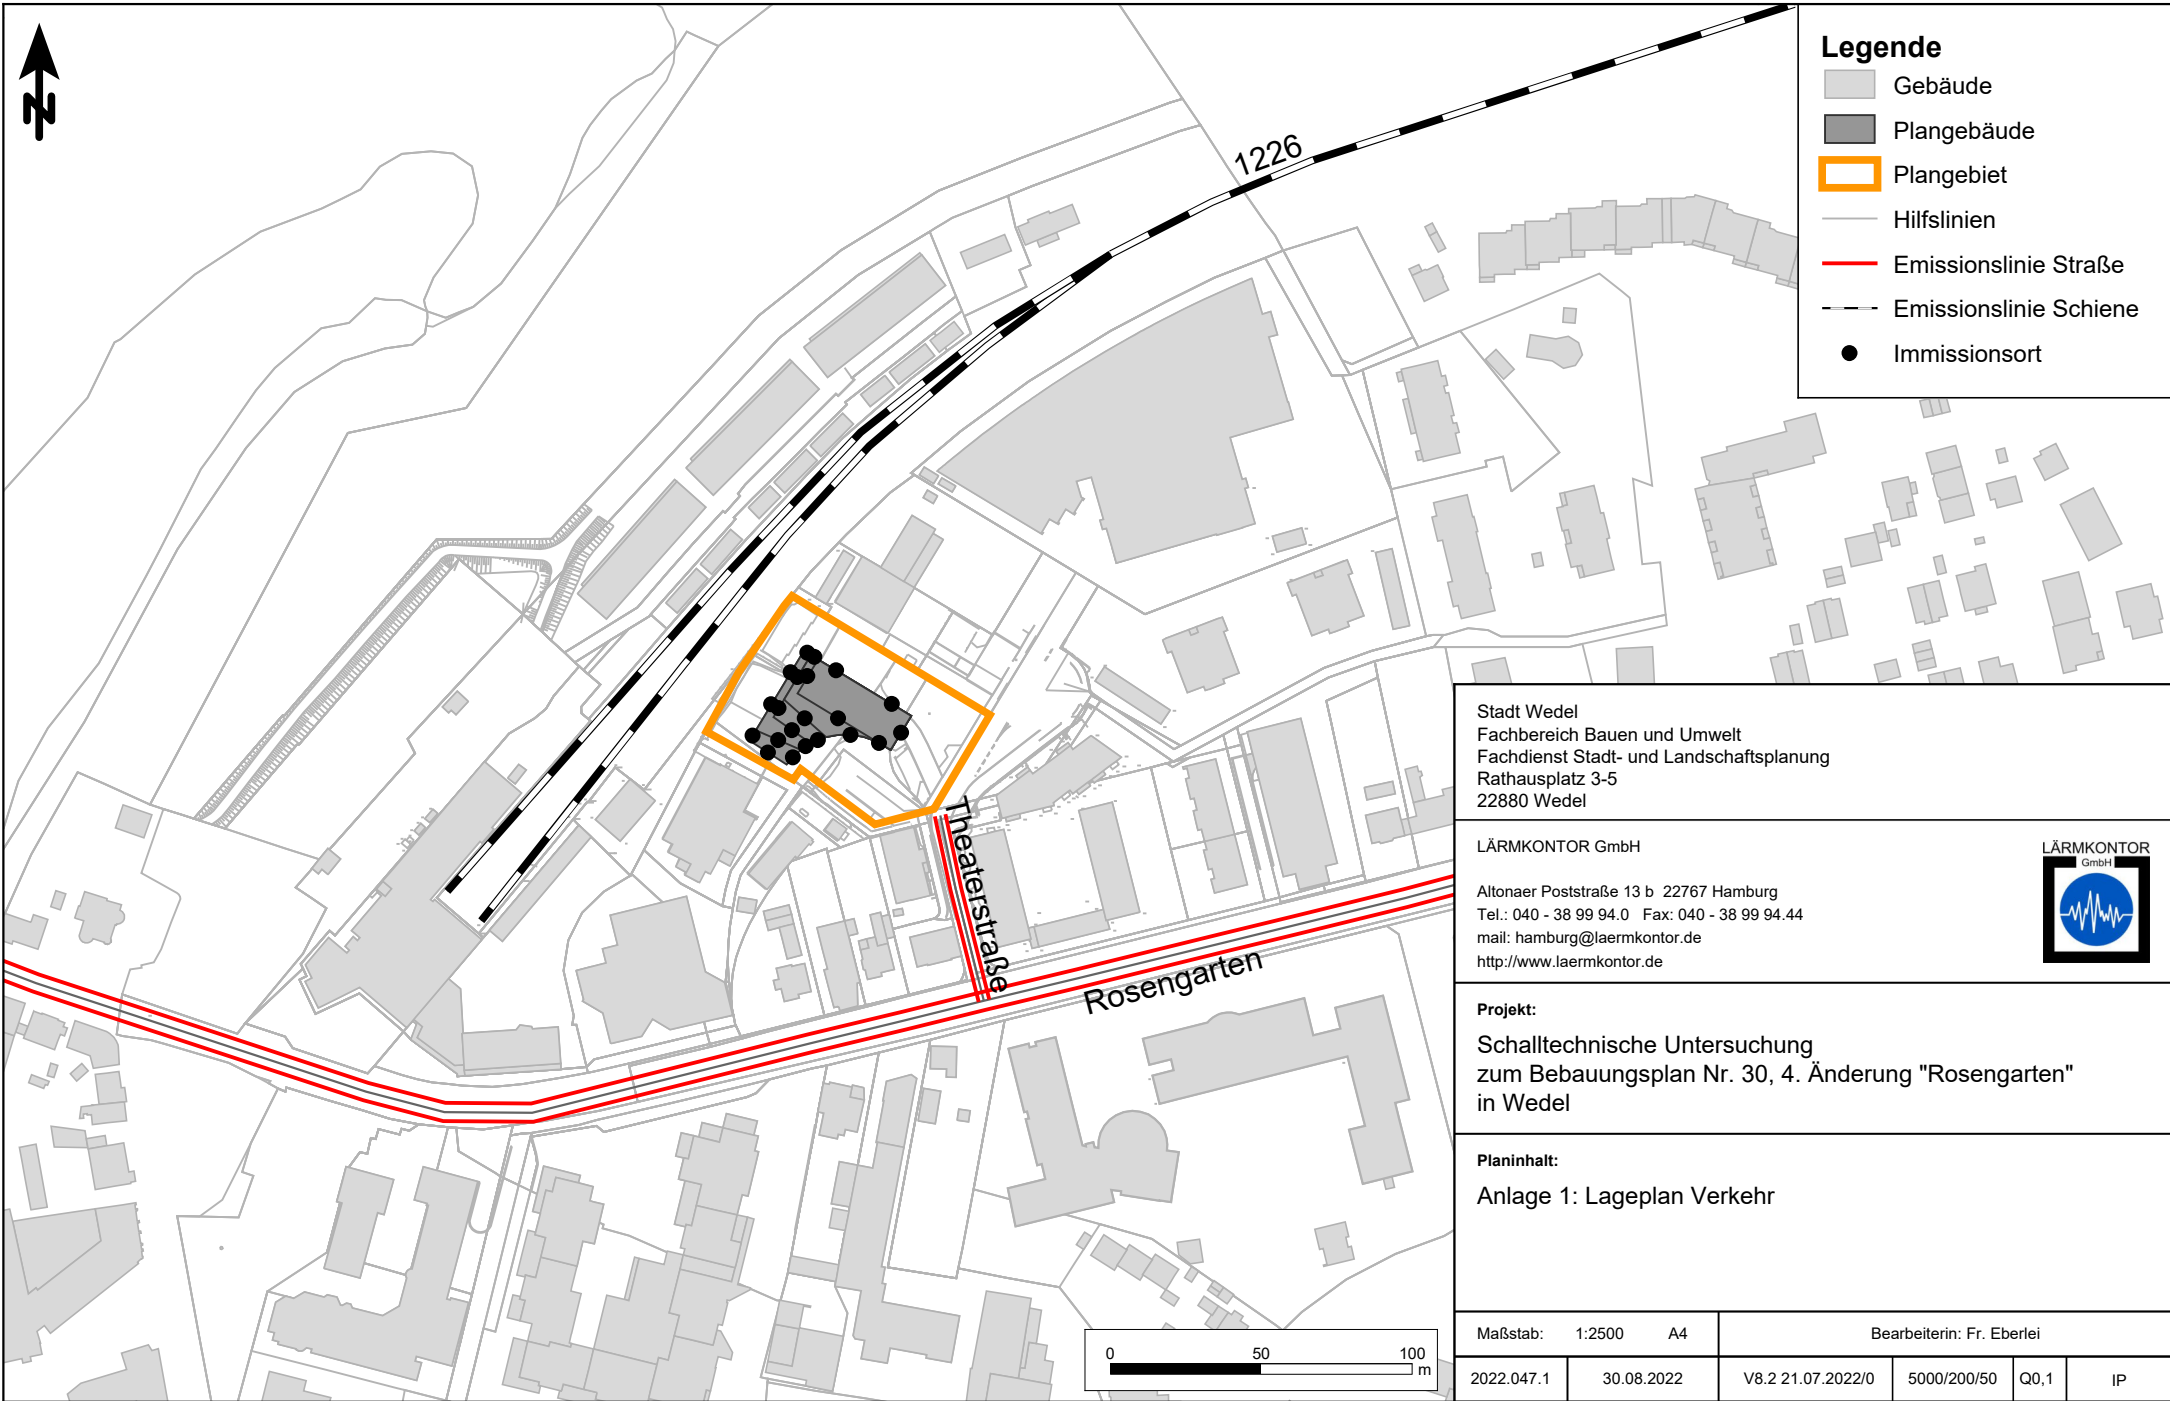 N
1226
Theaterstraße
Rosengarten
0 50 100
m
Legende
Gebäude
Plangebäude
Plangebiet
Hilfslinien
Emissionslinie Straße
Emissionslinie Schiene
Immissionsort
Stadt Wedel
Fachbereich Bauen und Umwelt
Fachdienst Stadt- und Landschaftsplanung
Rathausplatz 3-5
22880 Wedel
LÄRMKONTOR GmbH
Altonaer Poststraße 13 b 22767 Hamburg
Tel.: 040 - 38 99 94.0 Fax: 040 - 38 99 94.44
mail: hamburg@laermkontor.de
http://www.laermkontor.de
LÄRMKONTOR
GmbH
Projekt:
Schalltechnische Untersuchung
zum Bebauungsplan Nr. 30, 4. Änderung "Rosengarten"
in Wedel
Planinhalt:
Anlage 1: Lageplan Verkehr
Maßstab: 1:2500 A4 Bearbeiterin: Fr. Eberlei
2022.047.1 30.08.2022 V8.2 21.07.2022/0 5000/200/50 Q0,1 IP